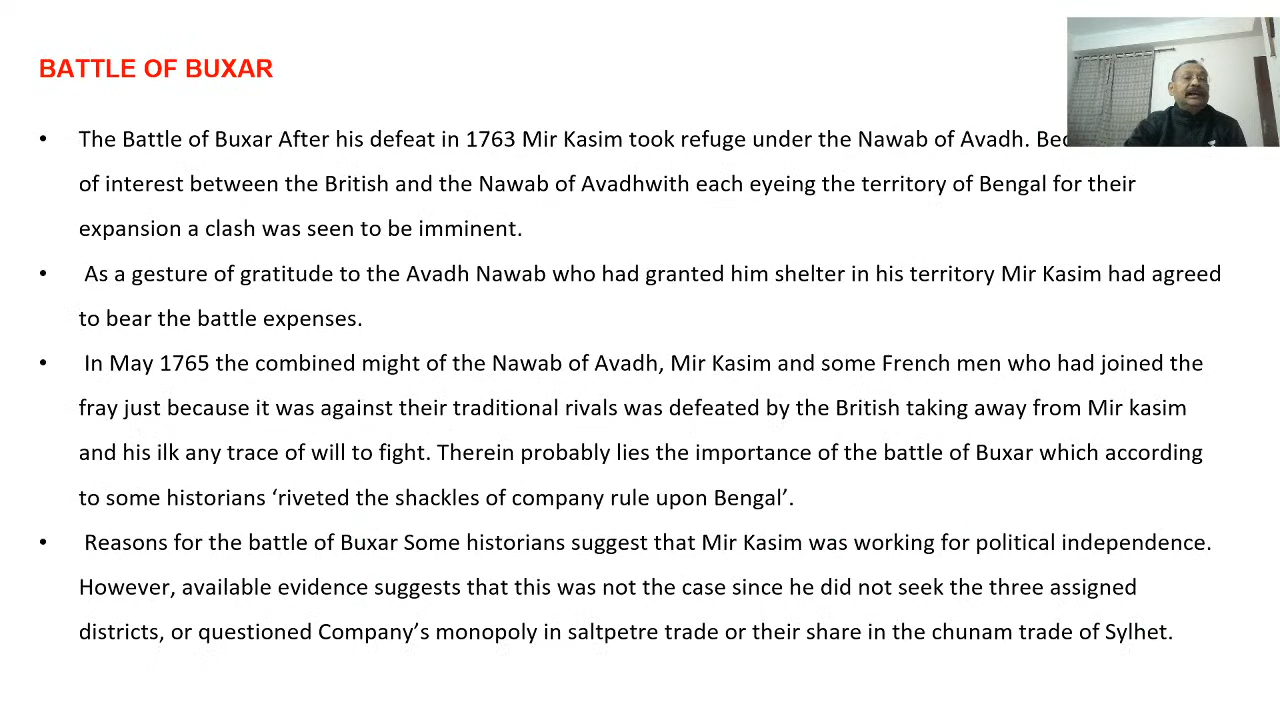 BATTLE OF BUXAR
• The Battle of Buxar After his defeat in 1763 Mir Kasim took refuge under the Nawab of Avadh.
of interest between the British and the Nawab of Avadhwith each eyeing the territory of Bengal for their
expansion a clash was seen to be imminent.
• As a gesture of gratitude to the Avadh Nawab who had granted him shelter in his territory Mir Kasim had agreed
to bear the battle expenses.
• In May 1765 the combined might of the Nawab of Avadh, Mir Kasim and some French men who had joined the
fray just because it was against their traditional rivals was defeated by the British taking away from Mir kasim
and his ilk any trace of will to fight. Therein probably lies the importance of the battle of Buxar which according
to some historians ‘riveted the shackles of company rule upon Bengal’.
• Reasons for the battle of Buxar Some historians suggest that Mir Kasim was working for political independence.
However, available evidence suggests that this was not the case since he did not seek the three assigned
districts, or questioned Company’s monopoly in saltpetre trade or their share in the chunam trade of Sylhet.